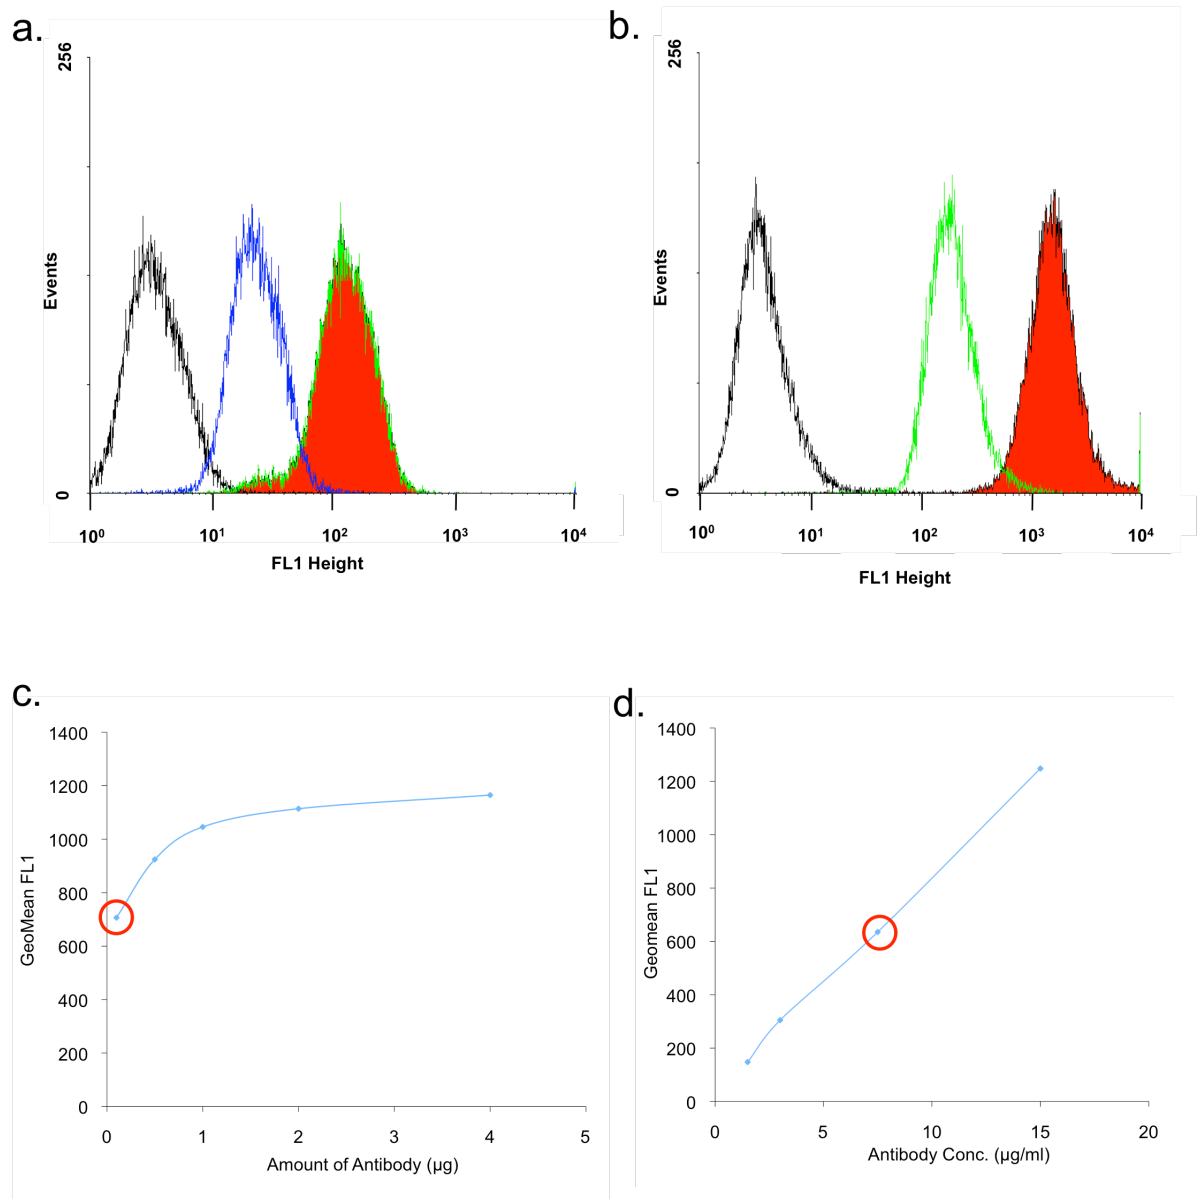 a.
256
Events
0
10⁰ 10¹ 10² 10³ 10⁴
FL1 Height
b.
256
Events
0
10⁰ 10¹ 10² 10³ 10⁴
FL1 Height
c.
1400
1200
1000
800
600
400
200
0
GeoMean FL1
0 1 2 3 4 5
Amount of Antibody (µg)
d.
1400
1200
1000
800
600
400
200
0
Geomean FL1
0 5 10 15 20
Antibody Conc. (µg/ml)